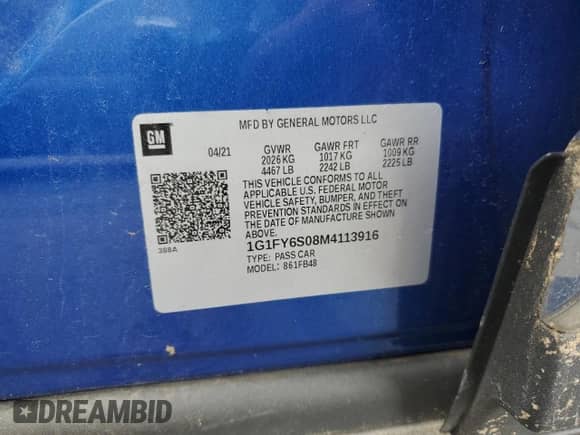 MFD BY GENERAL MOTORS LLC
GM
04/21 GVWR GAWR FRT GAWR RR
2026 KG 1017 KG 1009 KG
4467 LB 2242 LB 2225 LB
THIS VEHICLE CONFORMS TO ALL
APPLICABLE U.S. FEDERAL MOTOR
VEHICLE SAFETY, BUMPER, AND THEFT
PREVENTION STANDARDS IN EFFECT ON
THE DATE OF MANUFACTURE SHOWN
ABOVE.
388A
1G1FY6S08M4113916
TYPE: PASS CAR
MODEL: 861FB48
DREAMBID